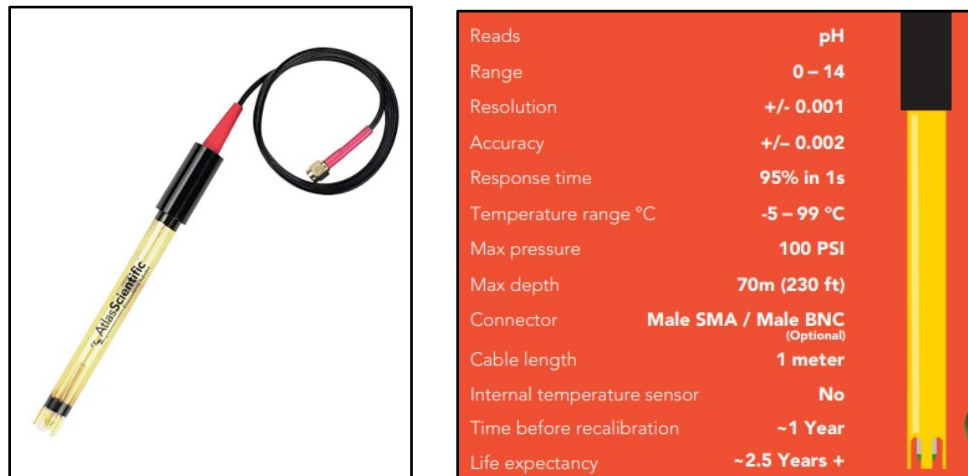 AtlasScientific
Reads pH
Range 0 – 14
Resolution +/- 0.001
Accuracy +/– 0.002
Response time 95% in 1s
Temperature range °C -5 – 99 °C
Max pressure 100 PSI
Max depth 70m (230 ft)
Connector Male SMA / Male BNC
(Optional)
Cable length 1 meter
Internal temperature sensor No
Time before recalibration ~1 Year
Life expectancy ~2.5 Years +